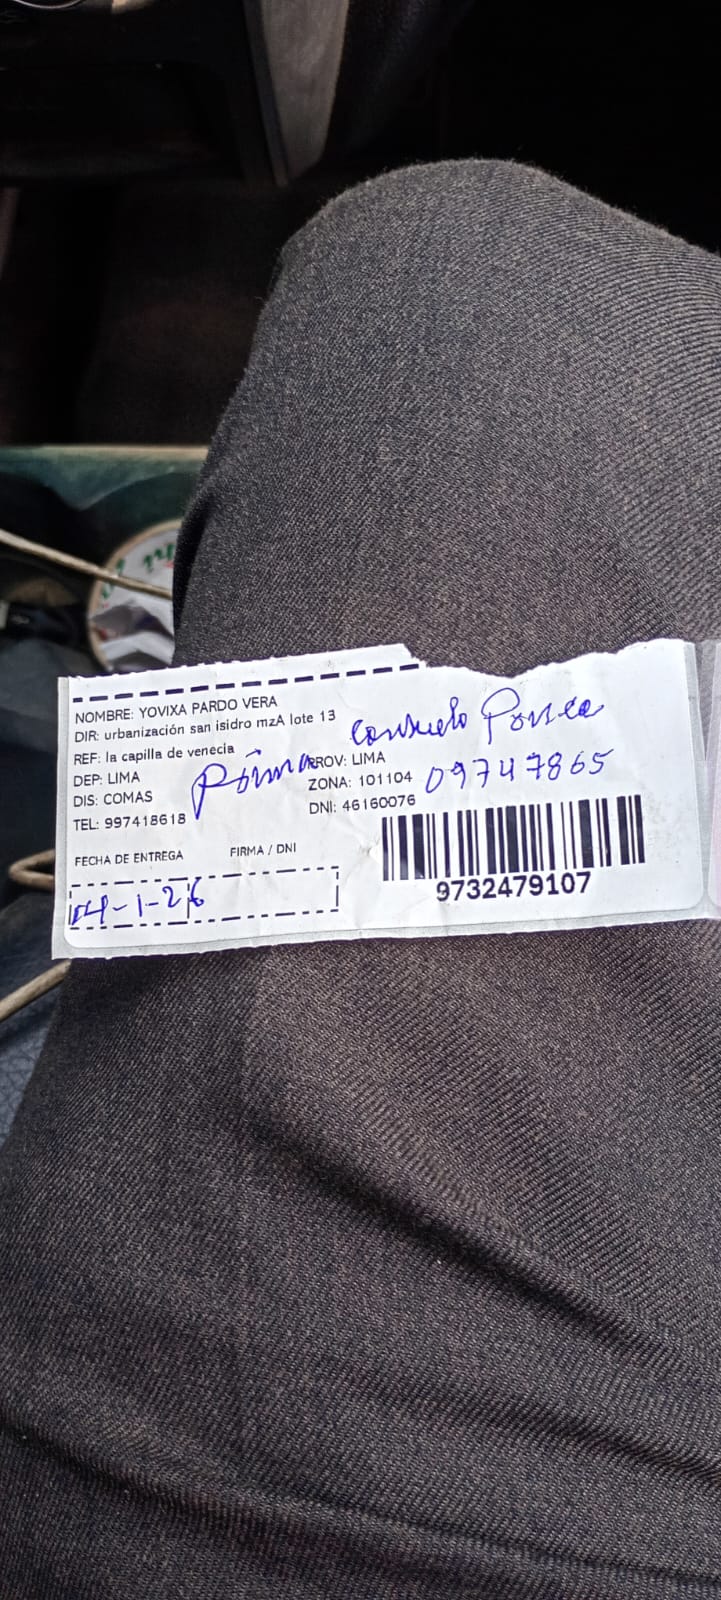 NOMBRE: YOVIXA PARDO VERA
DIR: urbanización san isidro mzA lote 13
REF: la capilla de venecia
DEP: LIMA
PROV: LIMA
DIS: COMAS
ZONA: 101104
TEL: 997418618
DNI: 46160076
Consuelo Ponce
09747865
FECHA DE ENTREGA
FIRMA / DNI
14-1-26
9732479107